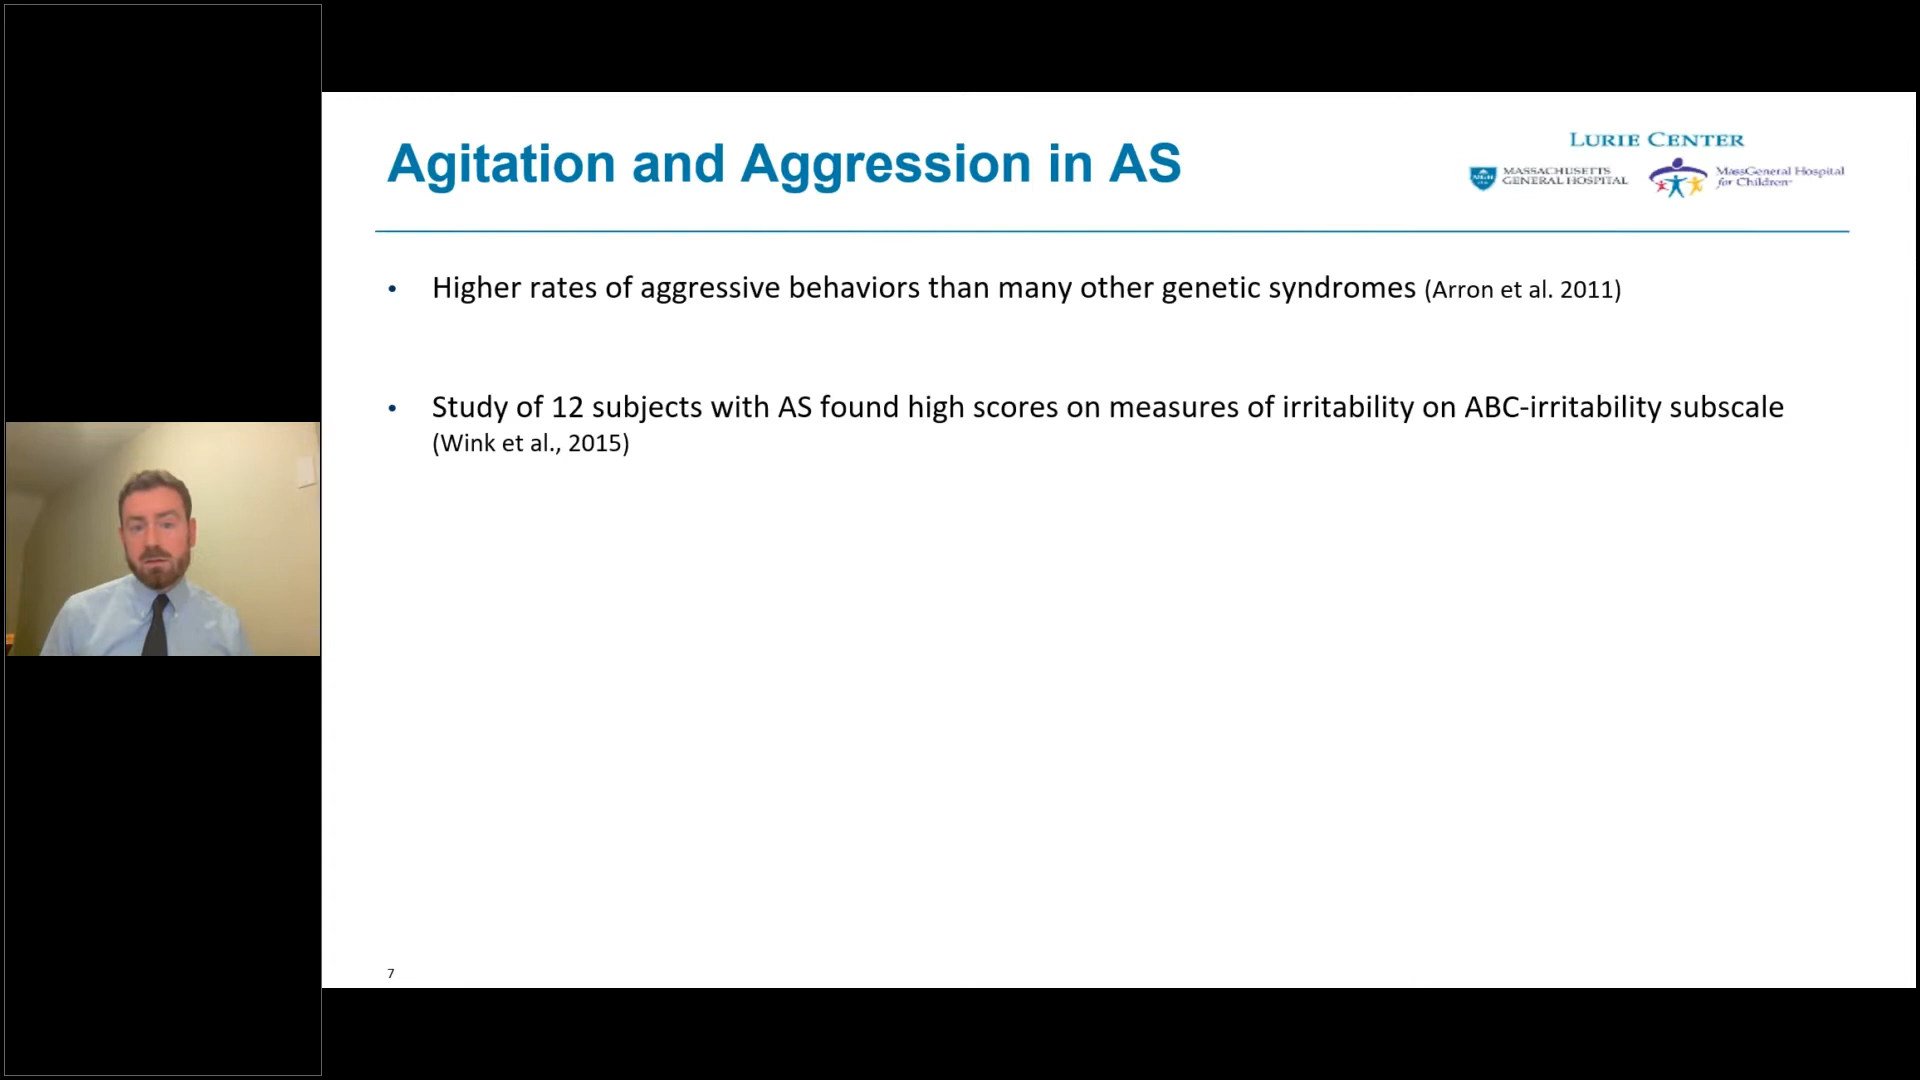 Agitation and Aggression in AS
LURIE CENTER
MASSACHUSETTS
GENERAL HOSPITAL
MassGeneral Hospital
for Children
• Higher rates of aggressive behaviors than many other genetic syndromes (Arron et al. 2011)
• Study of 12 subjects with AS found high scores on measures of irritability on ABC-irritability subscale
(Wink et al., 2015)
7